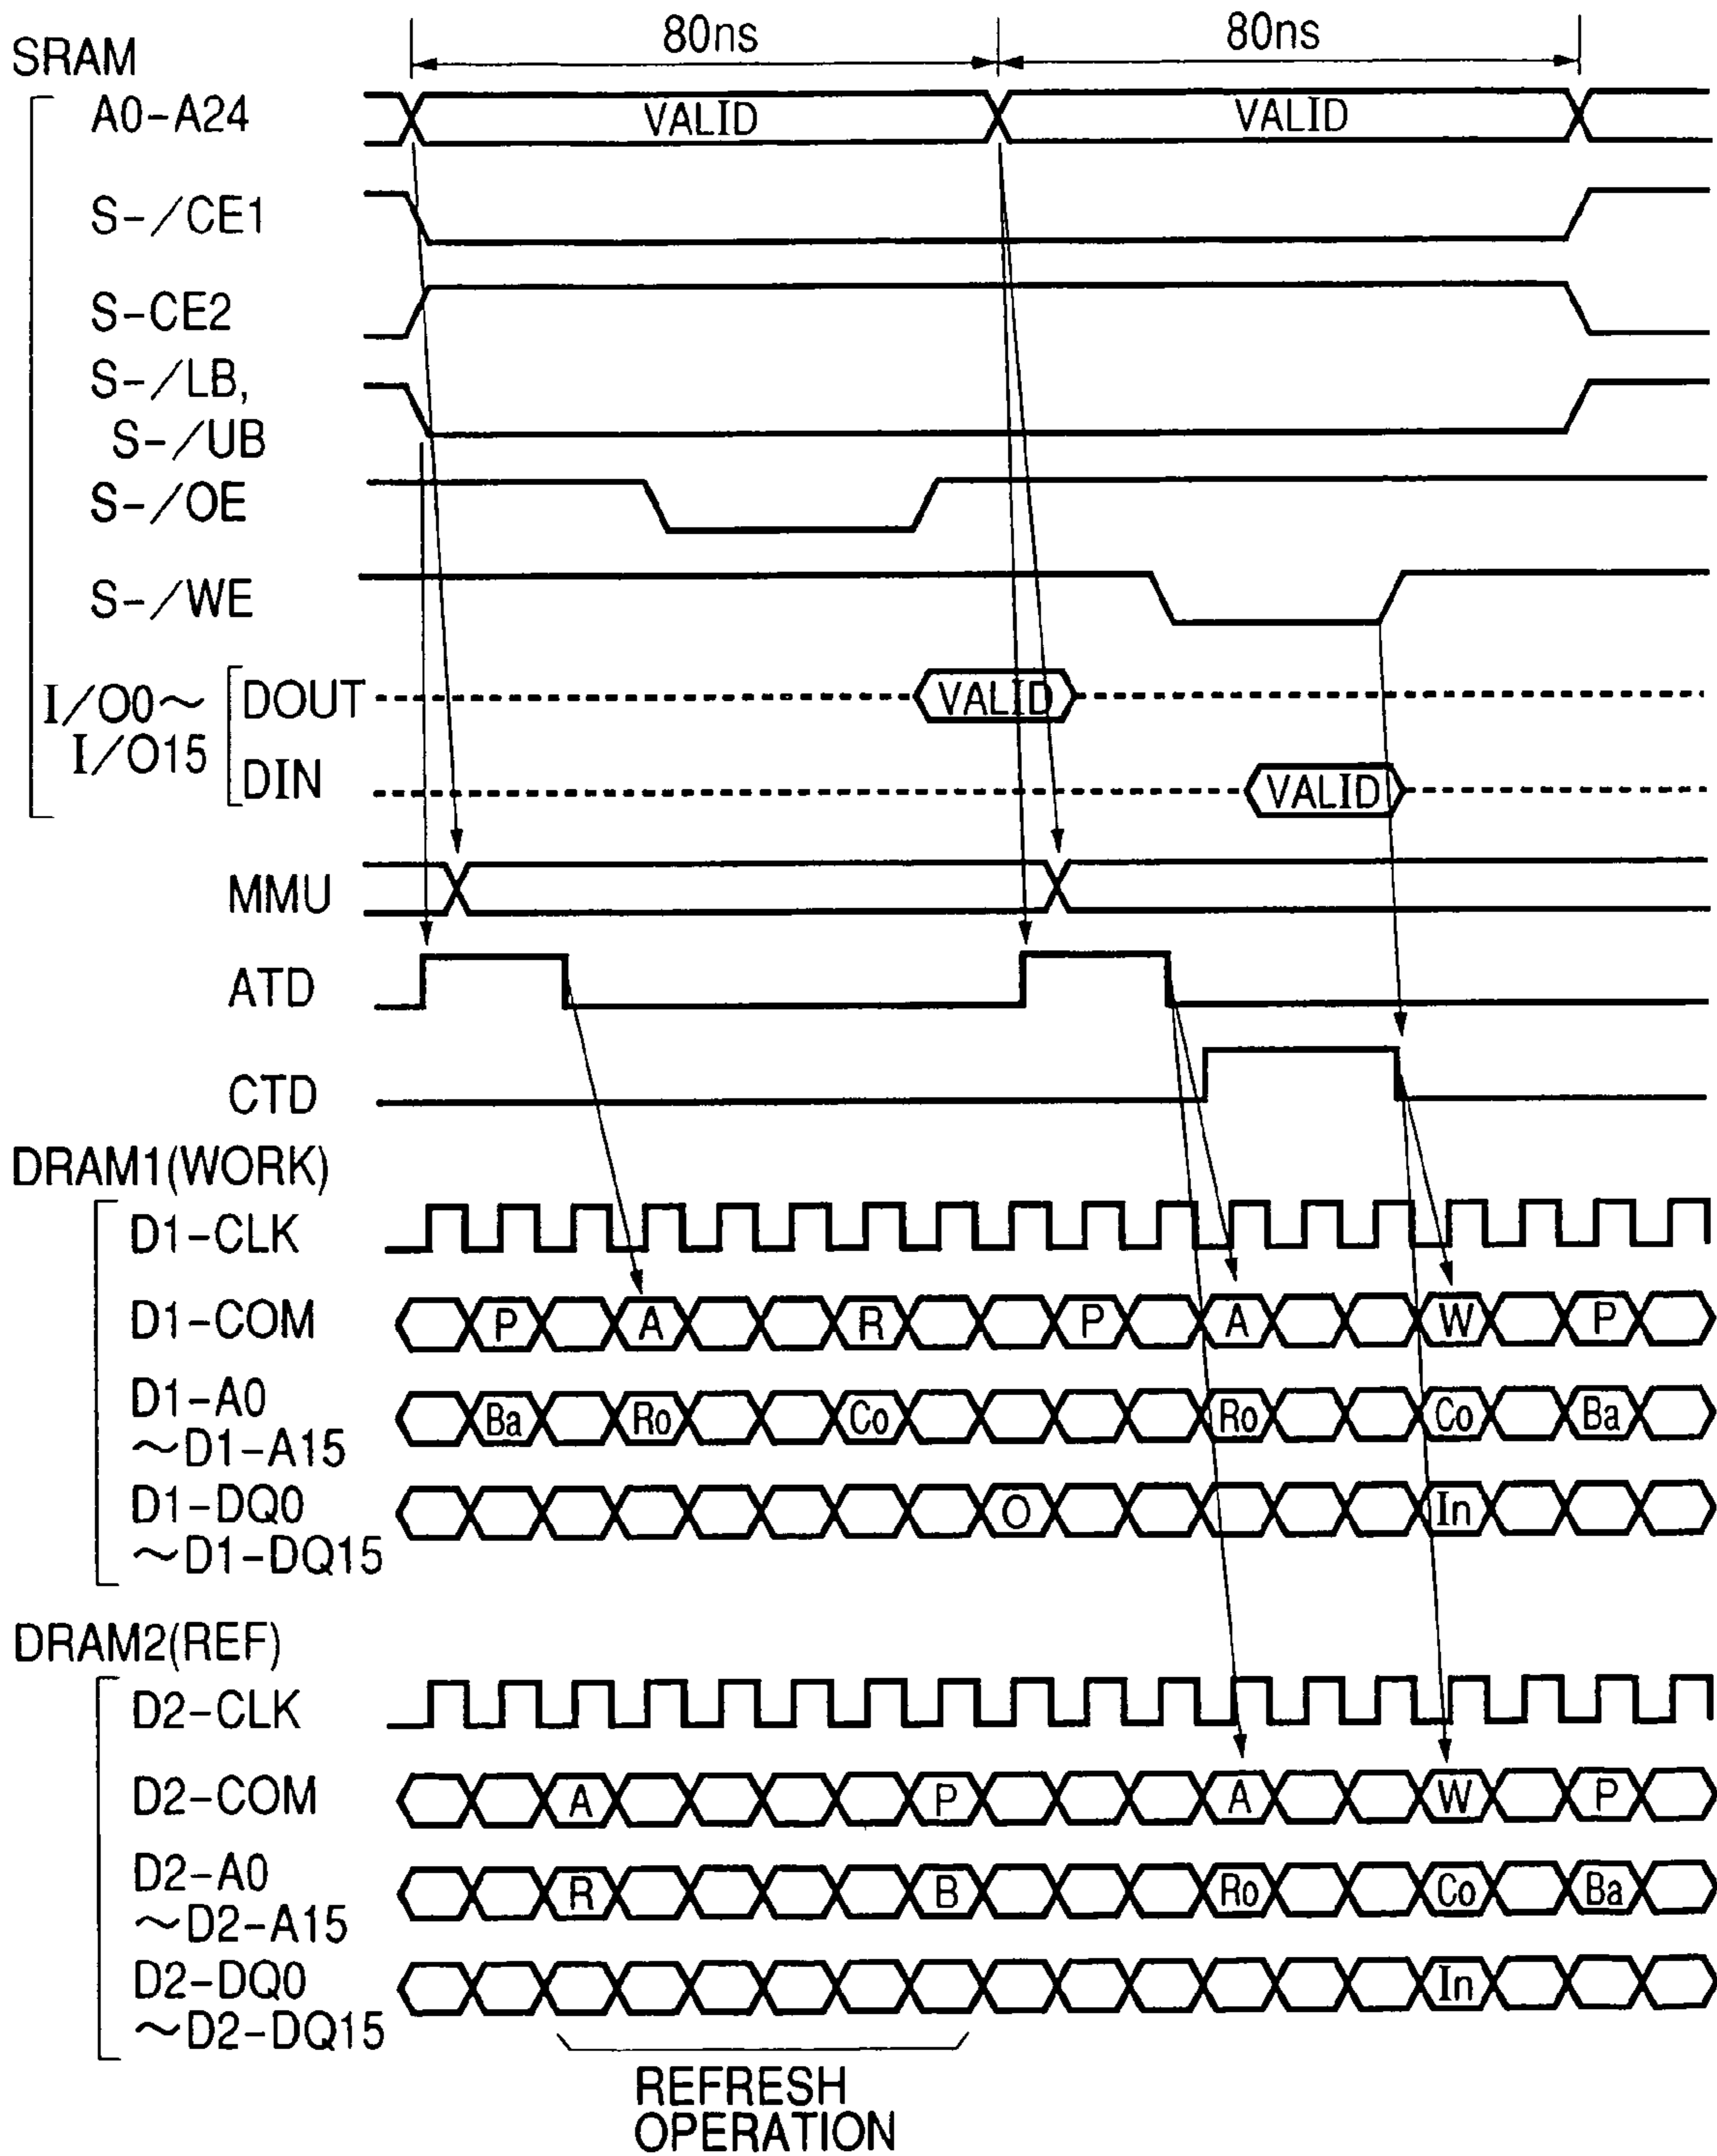 80ns 80ns
SRAM
A0-A24 VALID VALID
S-/CE1
S-CE2
S-/LB,
S-/UB
S-/OE
S-/WE
I/O0~ DOUT VALID
I/O15 DIN VALID
MMU
ATD
CTD
DRAM1(WORK)
D1-CLK
D1-COM P A R P A W P
D1-A0 Ba Ro Co Ro Co Ba
~D1-A15
D1-DQ0 O In
~D1-DQ15
DRAM2(REF)
D2-CLK
D2-COM A P A W P
D2-A0 R B Ro Co Ba
~D2-A15
D2-DQ0 In
~D2-DQ15
REFRESH
OPERATION